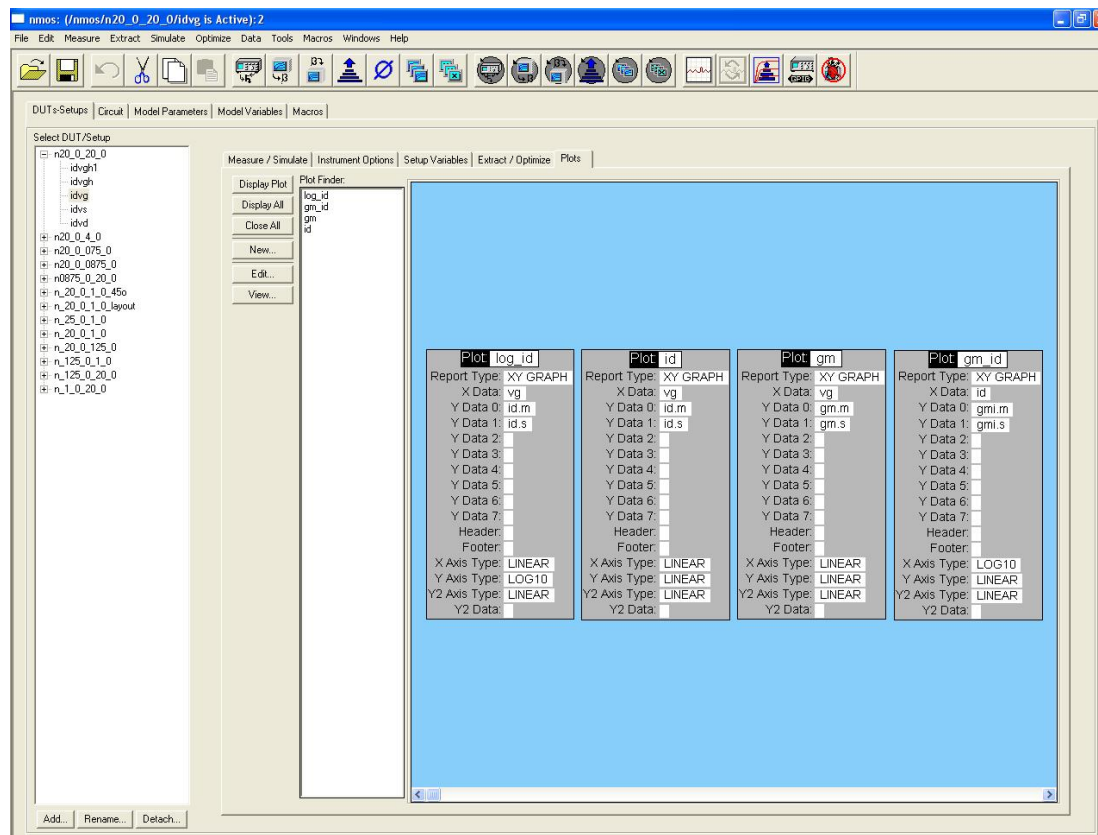 nmos: (/nmos/n20_0_20_0/idvg is Active):2
File Edit Measure Extract Simulate Optimize Data Tools Macros Windows Help
DUTs-Setups Circuit Model Parameters Model Variables Macros
Select DUT/Setup
n20_0_20_0
idvgh1
idvgh
idvg
idvs
idvd
n20_0_4_0
n20_0_075_0
n20_0_0875_0
n0875_0_20_0
n_20_0_1_0_45o
n_20_0_1_0_layout
n_25_0_1_0
n_20_0_1_0
n_20_0_125_0
n_125_0_1_0
n_125_0_20_0
n_1_0_20_0
Add... Rename... Detach...
Measure / Simulate Instrument Options Setup Variables Extract / Optimize Plots
Display Plot
Display All
Close All
New...
Edit...
View...
Plot Finder:
log_id
gm_id
gm
id
Plot: log_id
Report Type: XY GRAPH
X Data: vg
Y Data 0: id.m
Y Data 1: id.s
Y Data 2:
Y Data 3:
Y Data 4:
Y Data 5:
Y Data 6:
Y Data 7:
Header:
Footer:
X Axis Type: LINEAR
Y Axis Type: LOG10
Y2 Axis Type: LINEAR
Y2 Data:
Plot: id
Report Type: XY GRAPH
X Data: vg
Y Data 0: id.m
Y Data 1: id.s
Y Data 2:
Y Data 3:
Y Data 4:
Y Data 5:
Y Data 6:
Y Data 7:
Header:
Footer:
X Axis Type: LINEAR
Y Axis Type: LINEAR
Y2 Axis Type: LINEAR
Y2 Data:
Plot: gm
Report Type: XY GRAPH
X Data: vg
Y Data 0: gm.m
Y Data 1: gm.s
Y Data 2:
Y Data 3:
Y Data 4:
Y Data 5:
Y Data 6:
Y Data 7:
Header:
Footer:
X Axis Type: LINEAR
Y Axis Type: LINEAR
Y2 Axis Type: LINEAR
Y2 Data:
Plot: gm_id
Report Type: XY GRAPH
X Data: id
Y Data 0: gmi.m
Y Data 1: gmi.s
Y Data 2:
Y Data 3:
Y Data 4:
Y Data 5:
Y Data 6:
Y Data 7:
Header:
Footer:
X Axis Type: LOG10
Y Axis Type: LINEAR
Y2 Axis Type: LINEAR
Y2 Data: